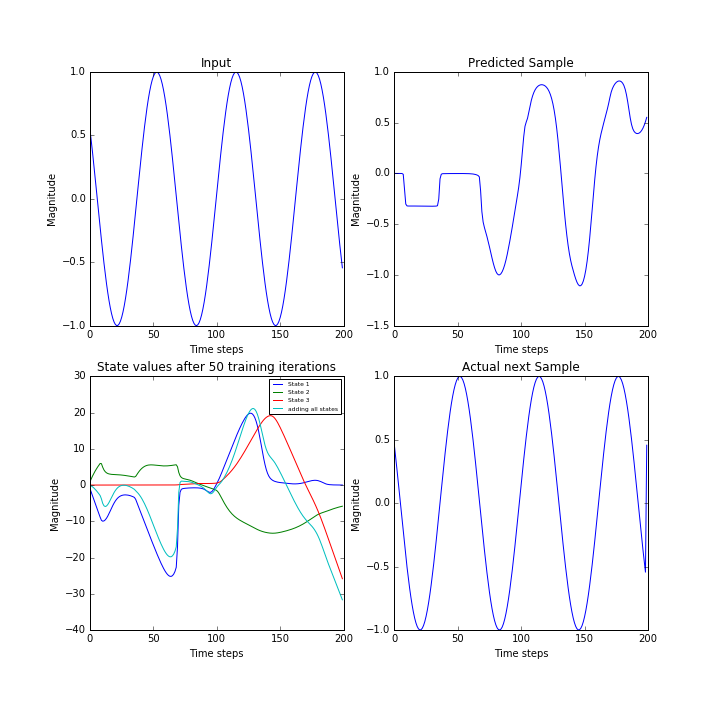 Input
1.0
0.5
0.0
−0.5
−1.0
Magnitude
0 50 100 150 200
Time steps
Predicted Sample
1.0
0.5
0.0
−0.5
−1.0
−1.5
Magnitude
0 50 100 150 200
Time steps
State values after 50 training iterations
30
20
10
0
−10
−20
−30
−40
Magnitude
State 1
State 2
State 3
adding all states
0 50 100 150 200
Time steps
Actual next Sample
1.0
0.5
0.0
−0.5
−1.0
Magnitude
0 50 100 150 200
Time steps